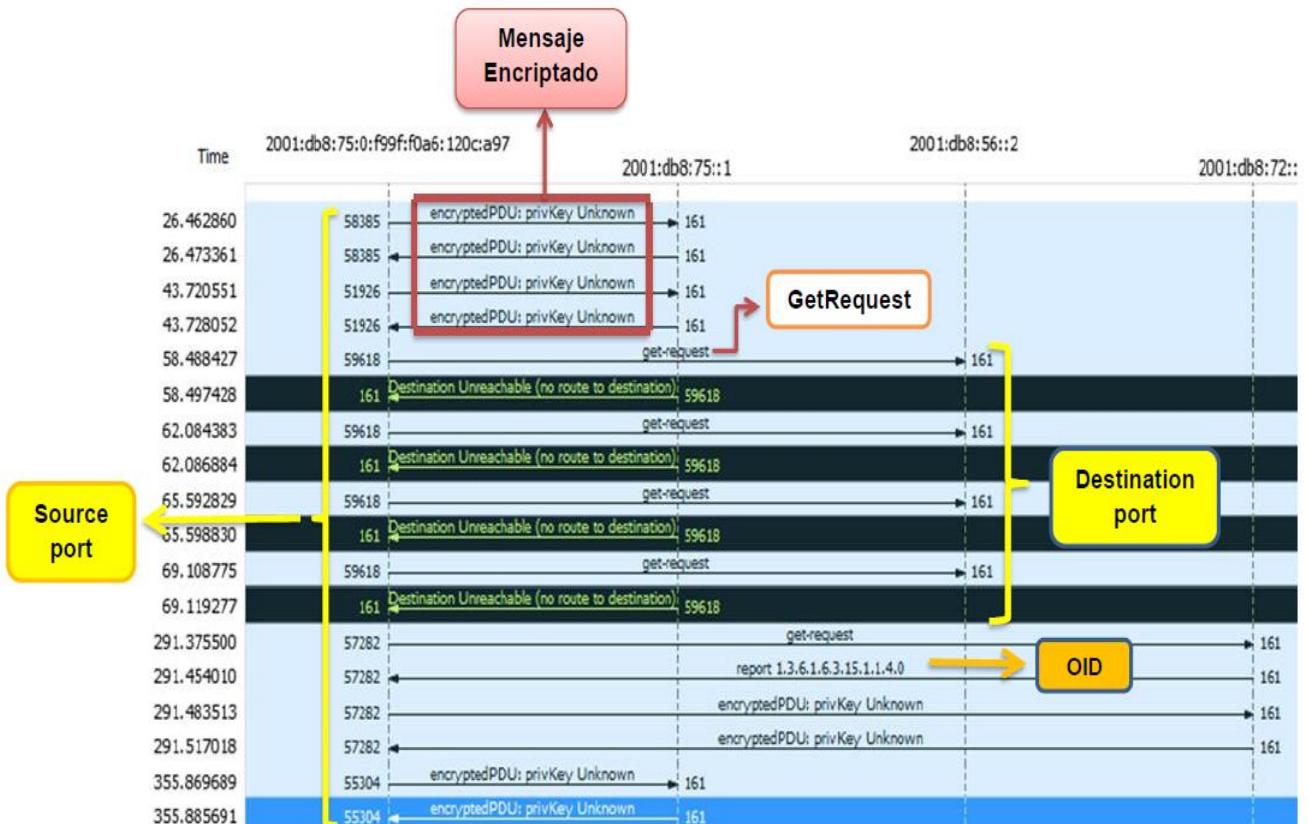 Mensaje
Encriptado
Time
2001:db8:75:0:f99f:f0a6:120c:a97
2001:db8:75::1
2001:db8:56::2
2001:db8:72::
26.462860 58385 encryptedPDU: privKey Unknown 161
26.473361 58385 encryptedPDU: privKey Unknown 161
43.720551 51926 encryptedPDU: privKey Unknown 161
GetRequest
43.728052 51926 encryptedPDU: privKey Unknown 161
58.488427 59618 get-request 161
58.497428 161 Destination Unreachable (no route to destination) 59618
62.084383 59618 get-request 161
62.086884 161 Destination Unreachable (no route to destination) 59618
Destination
port
65.592829 59618 get-request 161
Source
port
65.598830 161 Destination Unreachable (no route to destination) 59618
69.108775 59618 get-request 161
69.119277 161 Destination Unreachable (no route to destination) 59618
291.375500 57282 get-request 161
291.454010 57282 report 1.3.6.1.6.3.15.1.1.4.0 161
OID
291.483513 57282 encryptedPDU: privKey Unknown 161
291.517018 57282 encryptedPDU: privKey Unknown 161
355.869689 55304 encryptedPDU: privKey Unknown 161
355.885691 55304 encryptedPDU: privKey Unknown 161